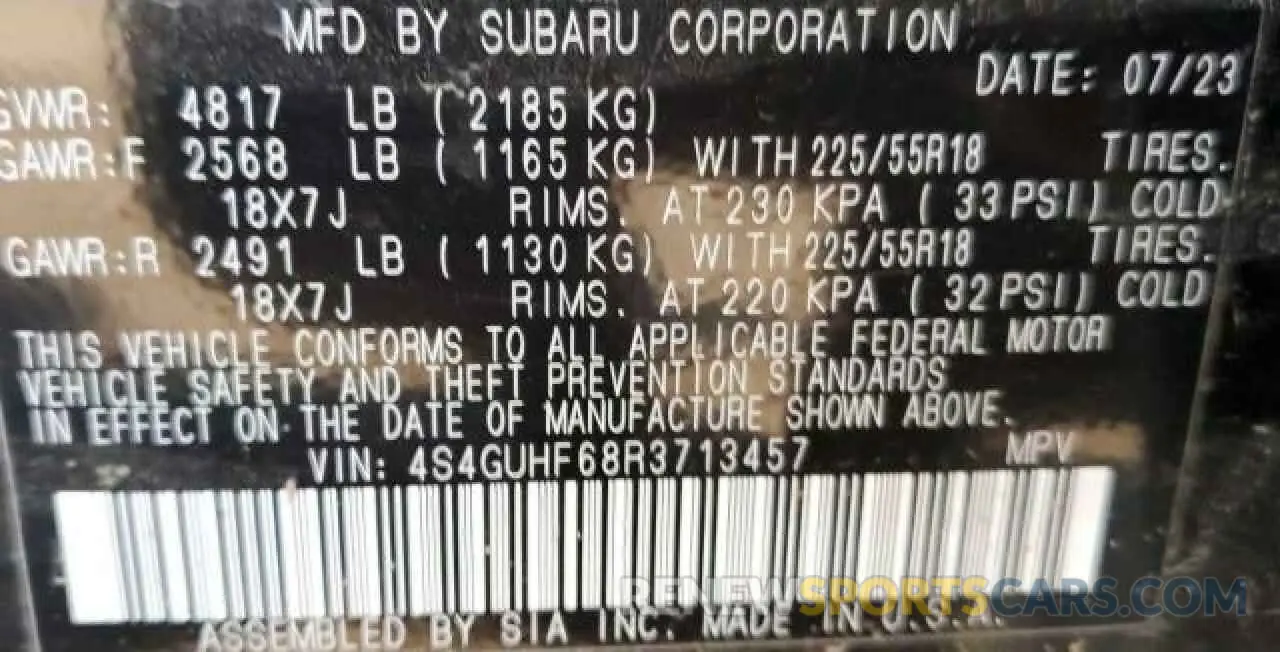 MFD BY SUBARU CORPORATION
DATE: 07/23
GVWR: 4817 LB ( 2185 KG)
GAWR:F 2568 LB ( 1165 KG) WITH 225/55R18 TIRES.
18X7J RIMS. AT 230 KPA ( 33 PSI) COLD
GAWR:R 2491 LB ( 1130 KG) WITH 225/55R18 TIRES.
18X7J RIMS. AT 220 KPA ( 32 PSI) COLD
THIS VEHICLE CONFORMS TO ALL APPLICABLE FEDERAL MOTOR
VEHICLE SAFETY AND THEFT PREVENTION STANDARDS
IN EFFECT ON THE DATE OF MANUFACTURE SHOWN ABOVE.
VIN: 4S4GUHF68R3713457 MPV
RENEWSPORTSCARS.COM
ASSEMBLED BY SIA INC. MADE IN U.S.A.